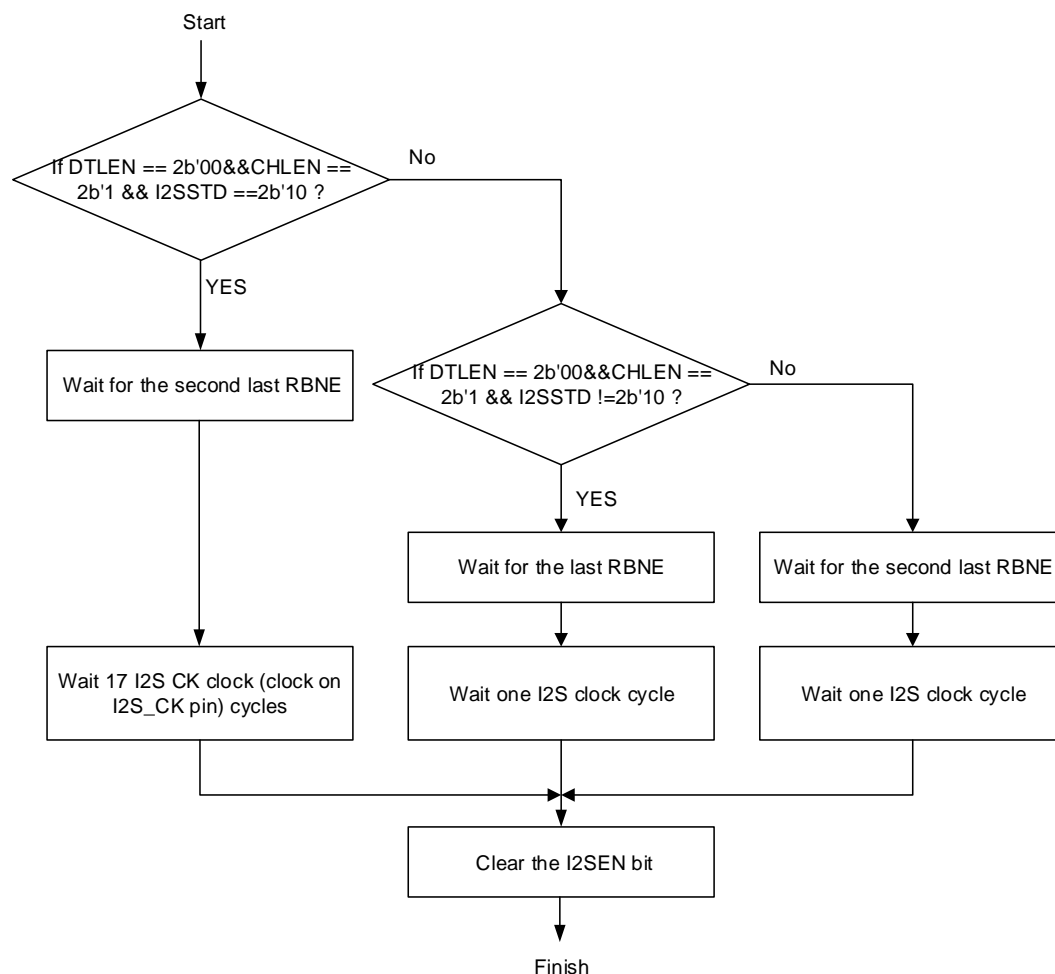 Start
If DTLEN == 2b'00&&CHLEN ==
2b'1 && I2SSTD ==2b'10 ?
No
YES
Wait for the second last RBNE
If DTLEN == 2b'00&&CHLEN ==
2b'1 && I2SSTD !=2b'10 ?
No
YES
Wait for the last RBNE
Wait for the second last RBNE
Wait 17 I2S CK clock (clock on
I2S_CK pin) cycles
Wait one I2S clock cycle
Wait one I2S clock cycle
Clear the I2SEN bit
Finish